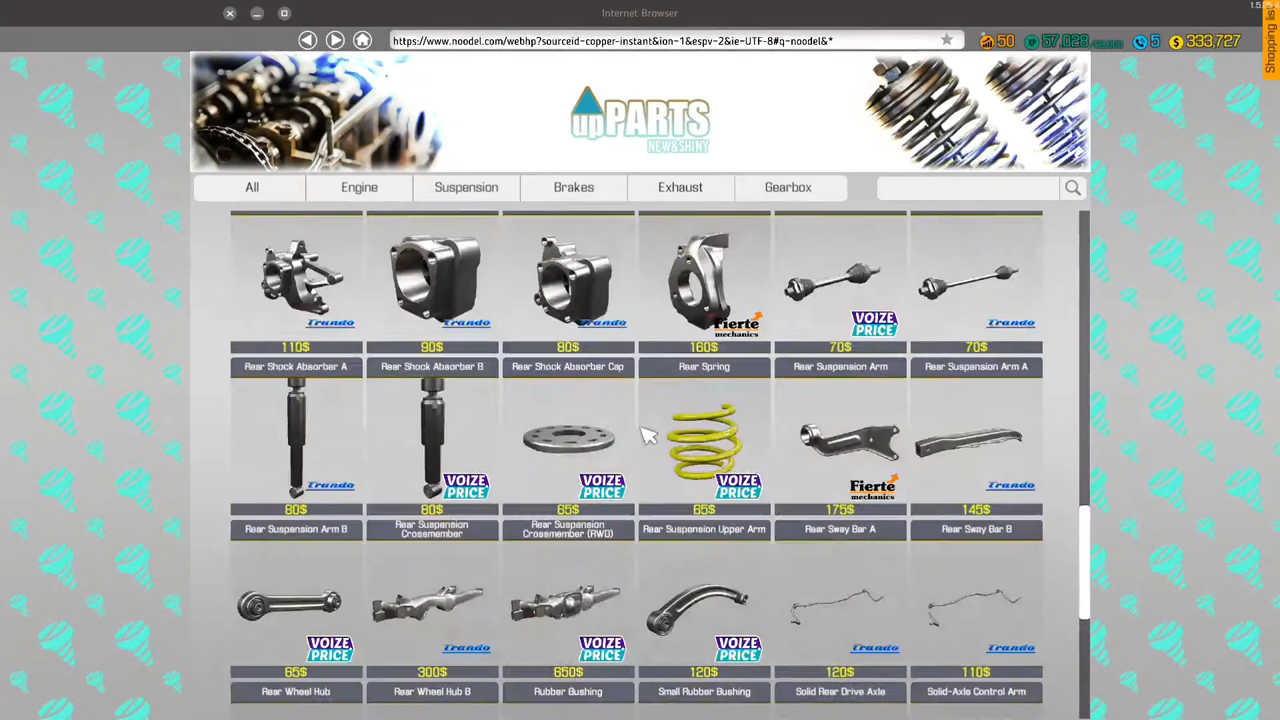 Internet Browser
1.5.25.4
https://www.noodel.com/webhp?sourceid-copper-instant&ion-1&espv-2&ie-UTF-8#q-noodel&*
50
XP 57,028
5
$ 333,727
Shopping list
upPARTS
NEW&SHINY
All Engine Suspension Brakes Exhaust Gearbox
Trando Trando Trando Fierte mechanics VOIZE PRICE Trando
110$ 90$ 80$ 160$ 70$ 70$
Rear Shock Absorber A Rear Shock Absorber B Rear Shock Absorber Cap Rear Spring Rear Suspension Arm Rear Suspension Arm A
Trando VOIZE PRICE VOIZE PRICE VOIZE PRICE Fierte mechanics Trando
80$ 80$ 65$ 65$ 175$ 145$
Rear Suspension Arm B Rear Suspension Crossmember Rear Suspension Crossmember (RWD) Rear Suspension Upper Arm Rear Sway Bar A Rear Sway Bar B
VOIZE PRICE Trando VOIZE PRICE VOIZE PRICE Trando Trando
65$ 300$ 650$ 120$ 120$ 110$
Rear Wheel Hub Rear Wheel Hub B Rubber Bushing Small Rubber Bushing Solid Rear Drive Axle Solid-Axle Control Arm